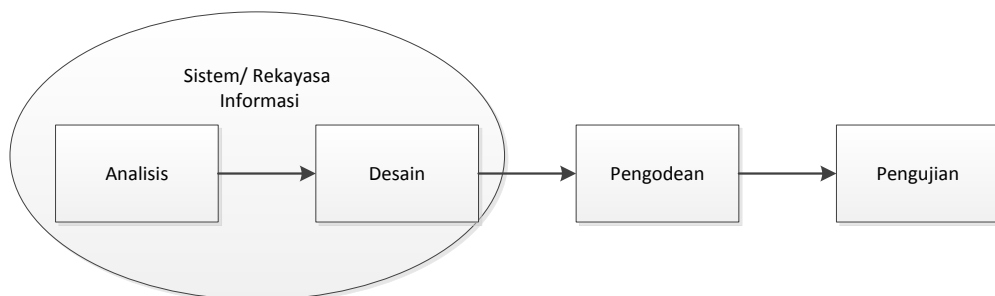 Sistem/ Rekayasa
Informasi
Analisis
Desain
Pengodean
Pengujian